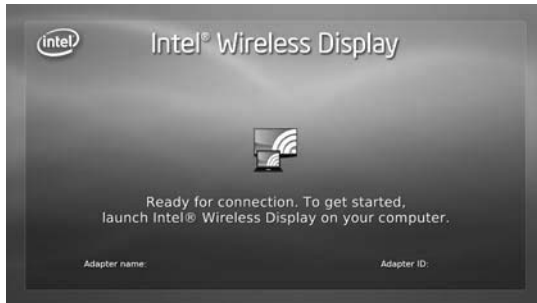 intel
Intel® Wireless Display
Ready for connection. To get started,
launch Intel® Wireless Display on your computer.
Adapter name:
Adapter ID: